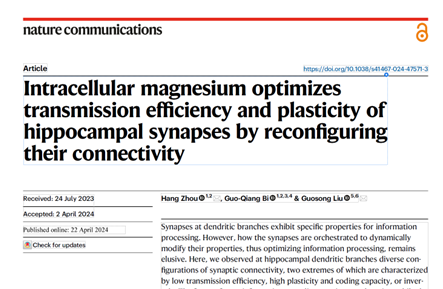 nature communications
Article
https://doi.org/10.1038/s41467-024-47571-3
Intracellular magnesium optimizes
transmission efficiency and plasticity of
hippocampal synapses by reconfiguring
their connectivity
Received: 24 July 2023
Accepted: 2 April 2024
Published online: 22 April 2024
Check for updates
Hang Zhou 1,2, Guo-Qiang Bi 1,2,3,4 & Guosong Liu 5,6
Synapses at dendritic branches exhibit specific properties for information
processing. However, how the synapses are orchestrated to dynamically
modify their properties, thus optimizing information processing, remains
elusive. Here, we observed at hippocampal dendritic branches diverse con-
figurations of synaptic connectivity, two extremes of which are characterized
by low transmission efficiency, high plasticity and coding capacity, or inver-